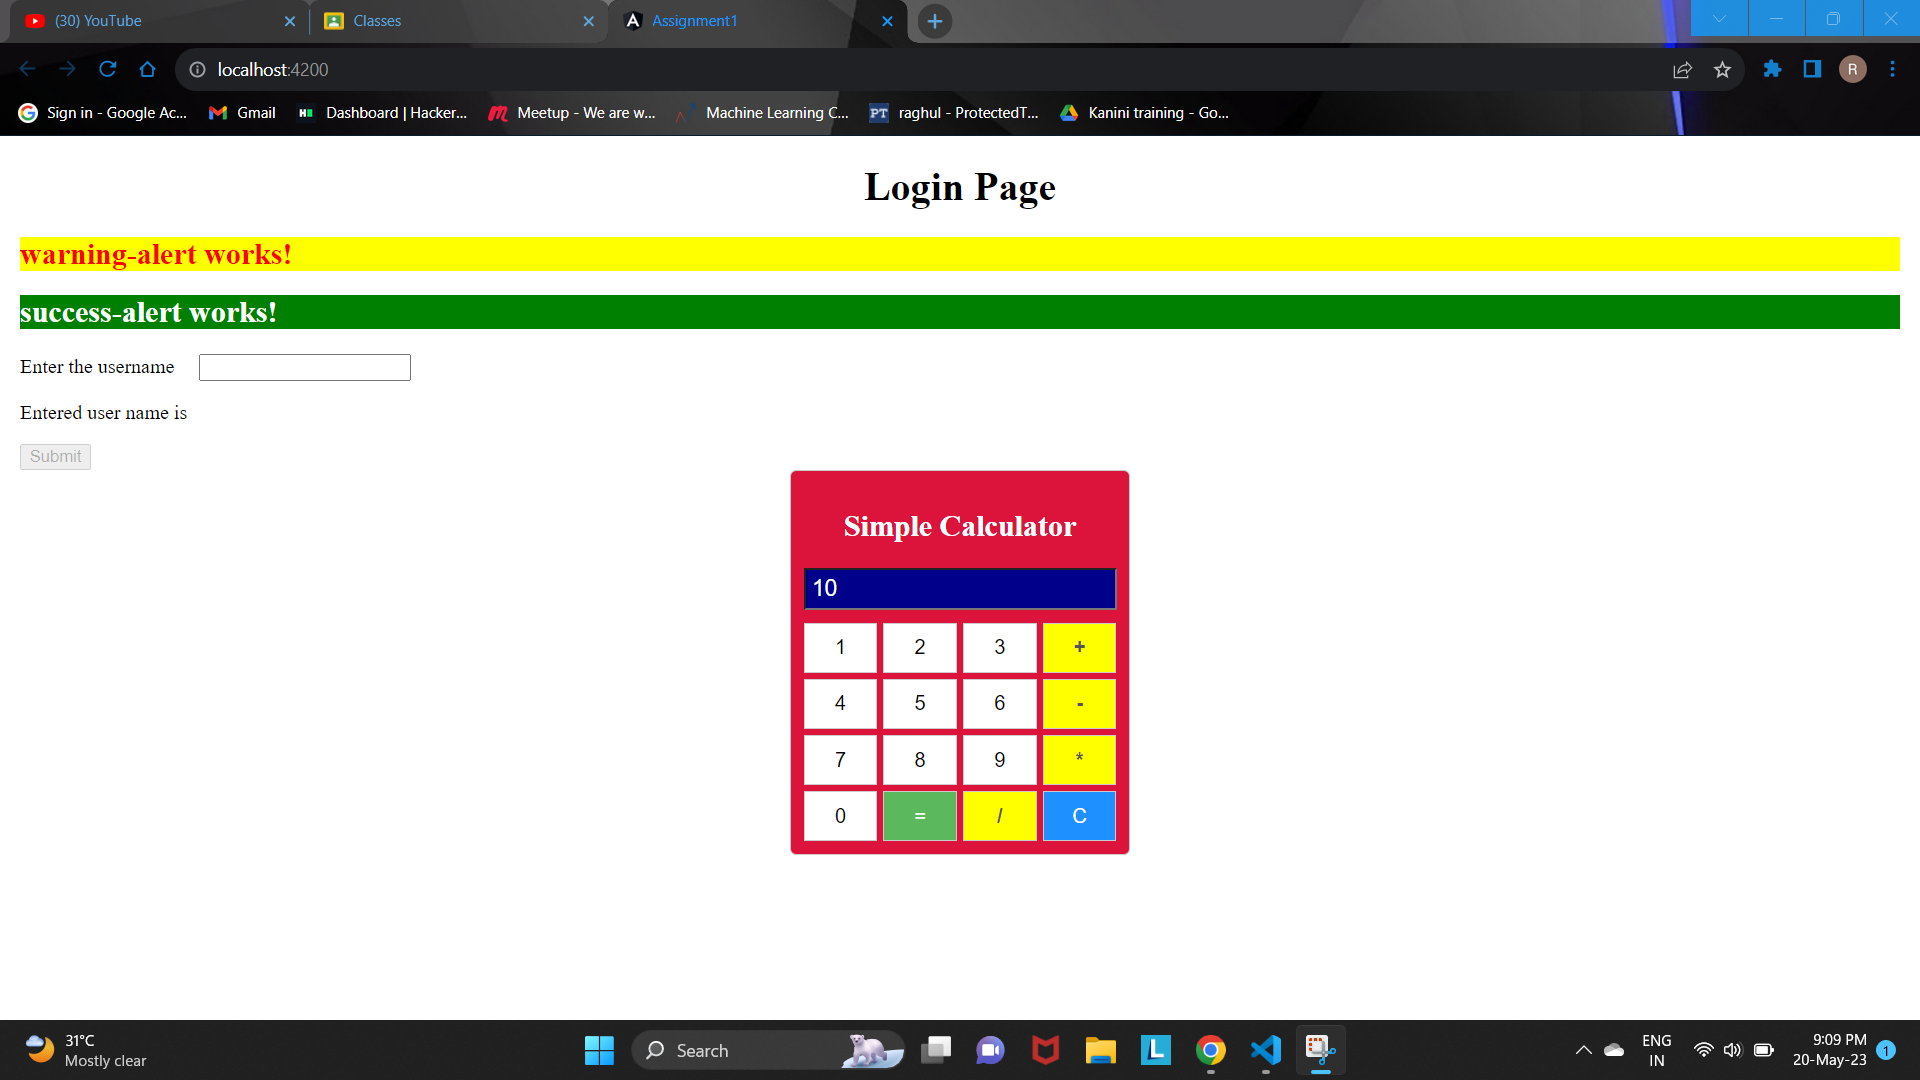 (30) YouTube
Classes
Assignment1
localhost:4200
R
Sign in - Google Ac...
Gmail
Dashboard | Hacker...
Meetup - We are w...
Machine Learning C...
PT
raghul - ProtectedT...
Kanini training - Go...
Login Page
warning-alert works!
success-alert works!
Enter the username
Entered user name is
Submit
Simple Calculator
10
1 2 3 +
4 5 6 -
7 8 9 *
0 = / C
31°C
Mostly clear
Search
L
ENG
IN
9:09 PM
20-May-23
1